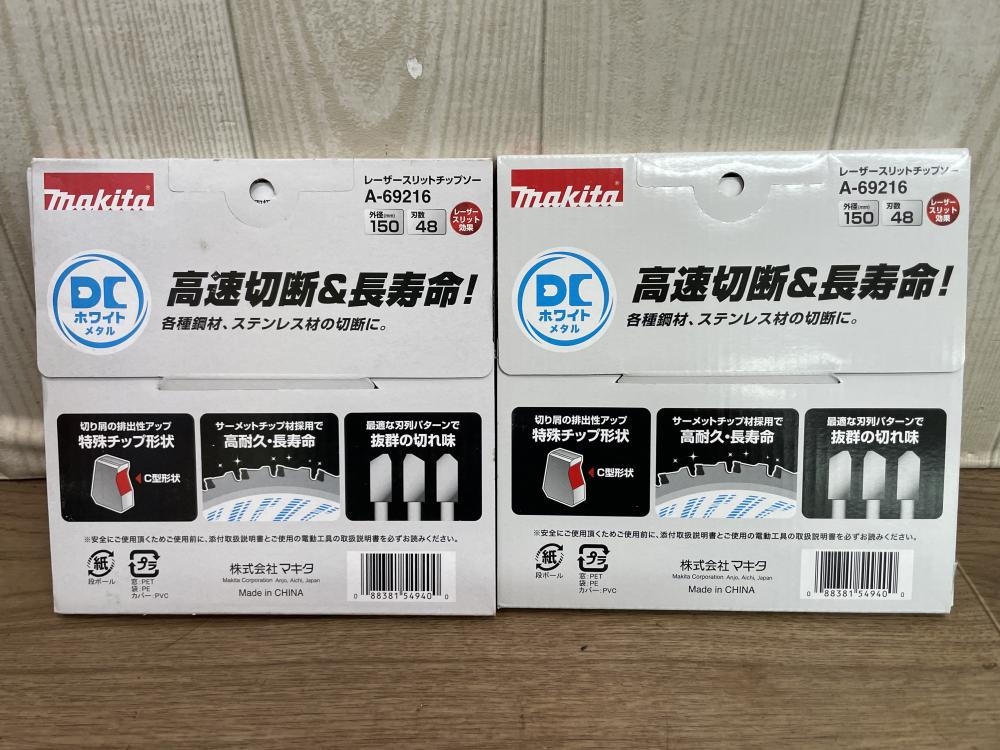 makita
レーザースリットチップソー
A-69216
外径(mm) 150
刃数 48
レーザー
スリット
効果
DC
ホワイト
メタル
高速切断&長寿命!
各種鋼材、ステンレス材の切断に。
切り屑の排出性アップ
特殊チップ形状
C型形状
サーメットチップ材採用で
高耐久・長寿命
最適な刃列パターンで
抜群の切れ味
※安全にご使用頂くためご使用前に、添付取扱説明書とご使用の電動工具の取扱説明書を必ずお読みください。
紙
段ボール
プラ
窓:PET
袋:PE
カバー:PVC
株式会社マキタ
Makita Corporation Anjo, Aichi, Japan
Made in CHINA
0 88381 54940 0
makita
レーザースリットチップソー
A-69216
外径(mm) 150
刃数 48
レーザー
スリット
効果
DC
ホワイト
メタル
高速切断&長寿命!
各種鋼材、ステンレス材の切断に。
切り屑の排出性アップ
特殊チップ形状
C型形状
サーメットチップ材採用で
高耐久・長寿命
最適な刃列パターンで
抜群の切れ味
※安全にご使用頂くためご使用前に、添付取扱説明書とご使用の電動工具の取扱説明書を必ずお読みください。
紙
段ボール
プラ
窓:PET
袋:PE
カバー:PVC
株式会社マキタ
Makita Corporation Anjo, Aichi, Japan
Made in CHINA
0 88381 54940 0